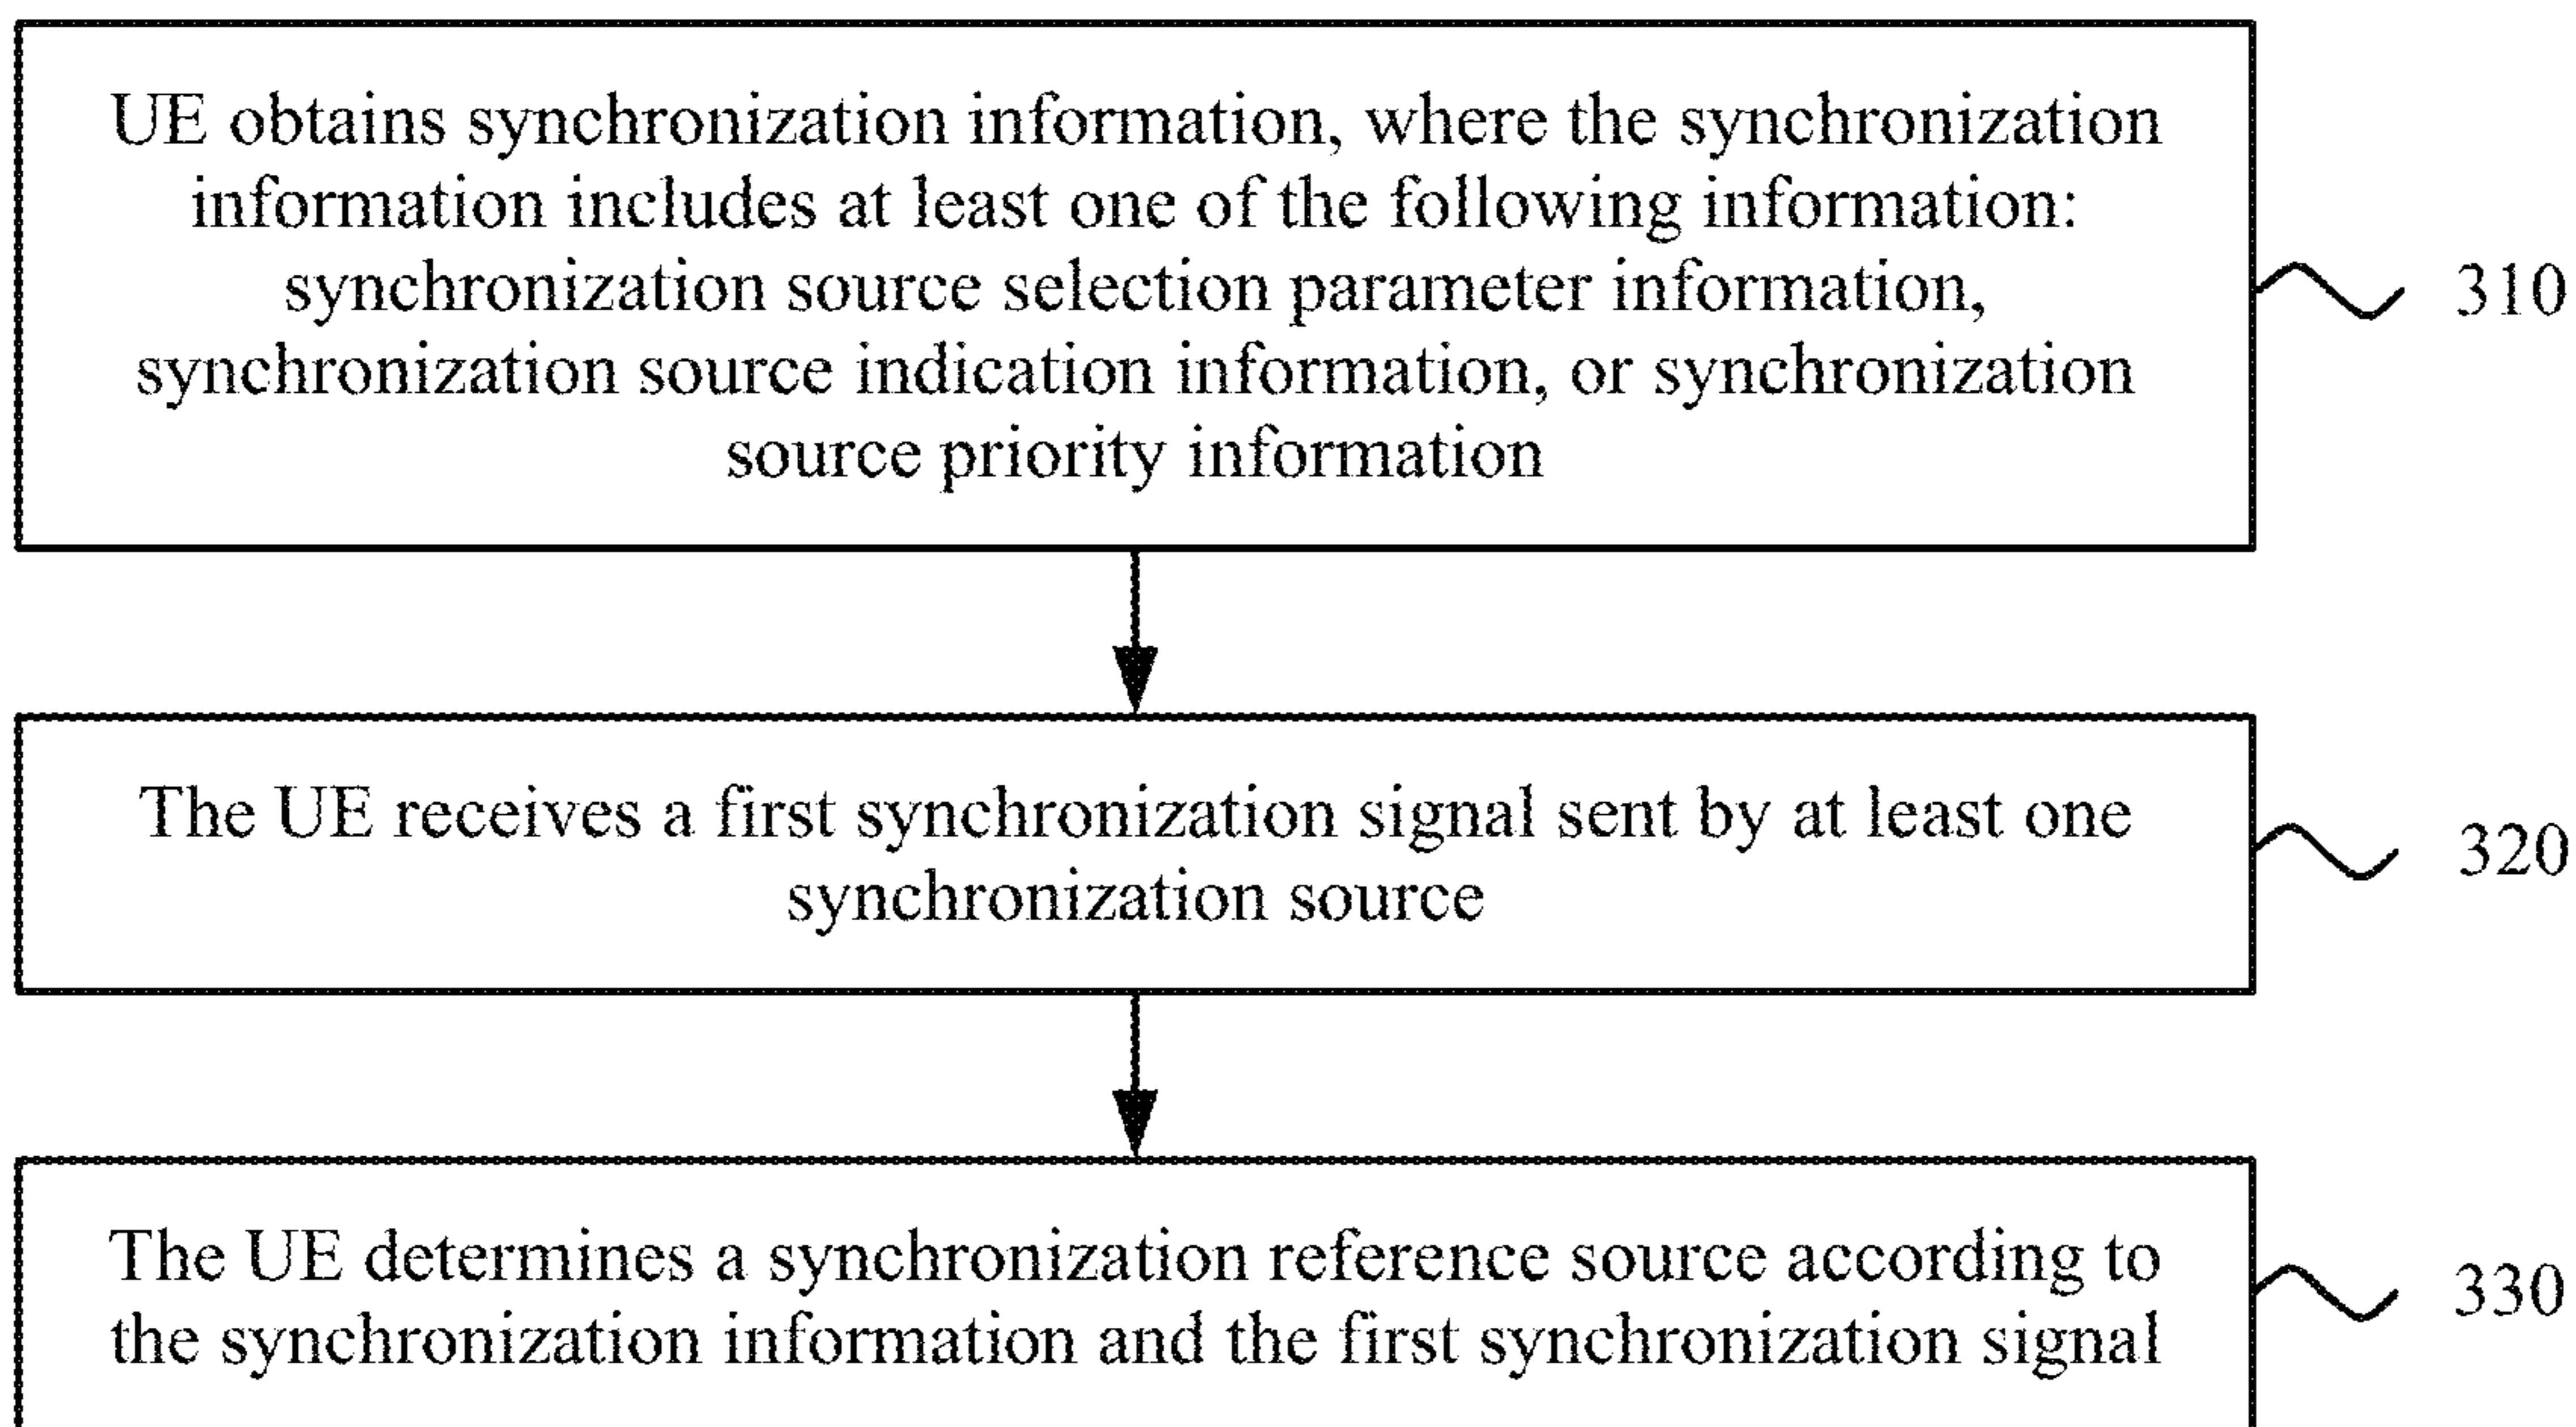 UE obtains synchronization information, where the synchronization
information includes at least one of the following information:
synchronization source selection parameter information,
synchronization source indication information, or synchronization
source priority information
310
The UE receives a first synchronization signal sent by at least one
synchronization source
320
The UE determines a synchronization reference source according to
the synchronization information and the first synchronization signal
330